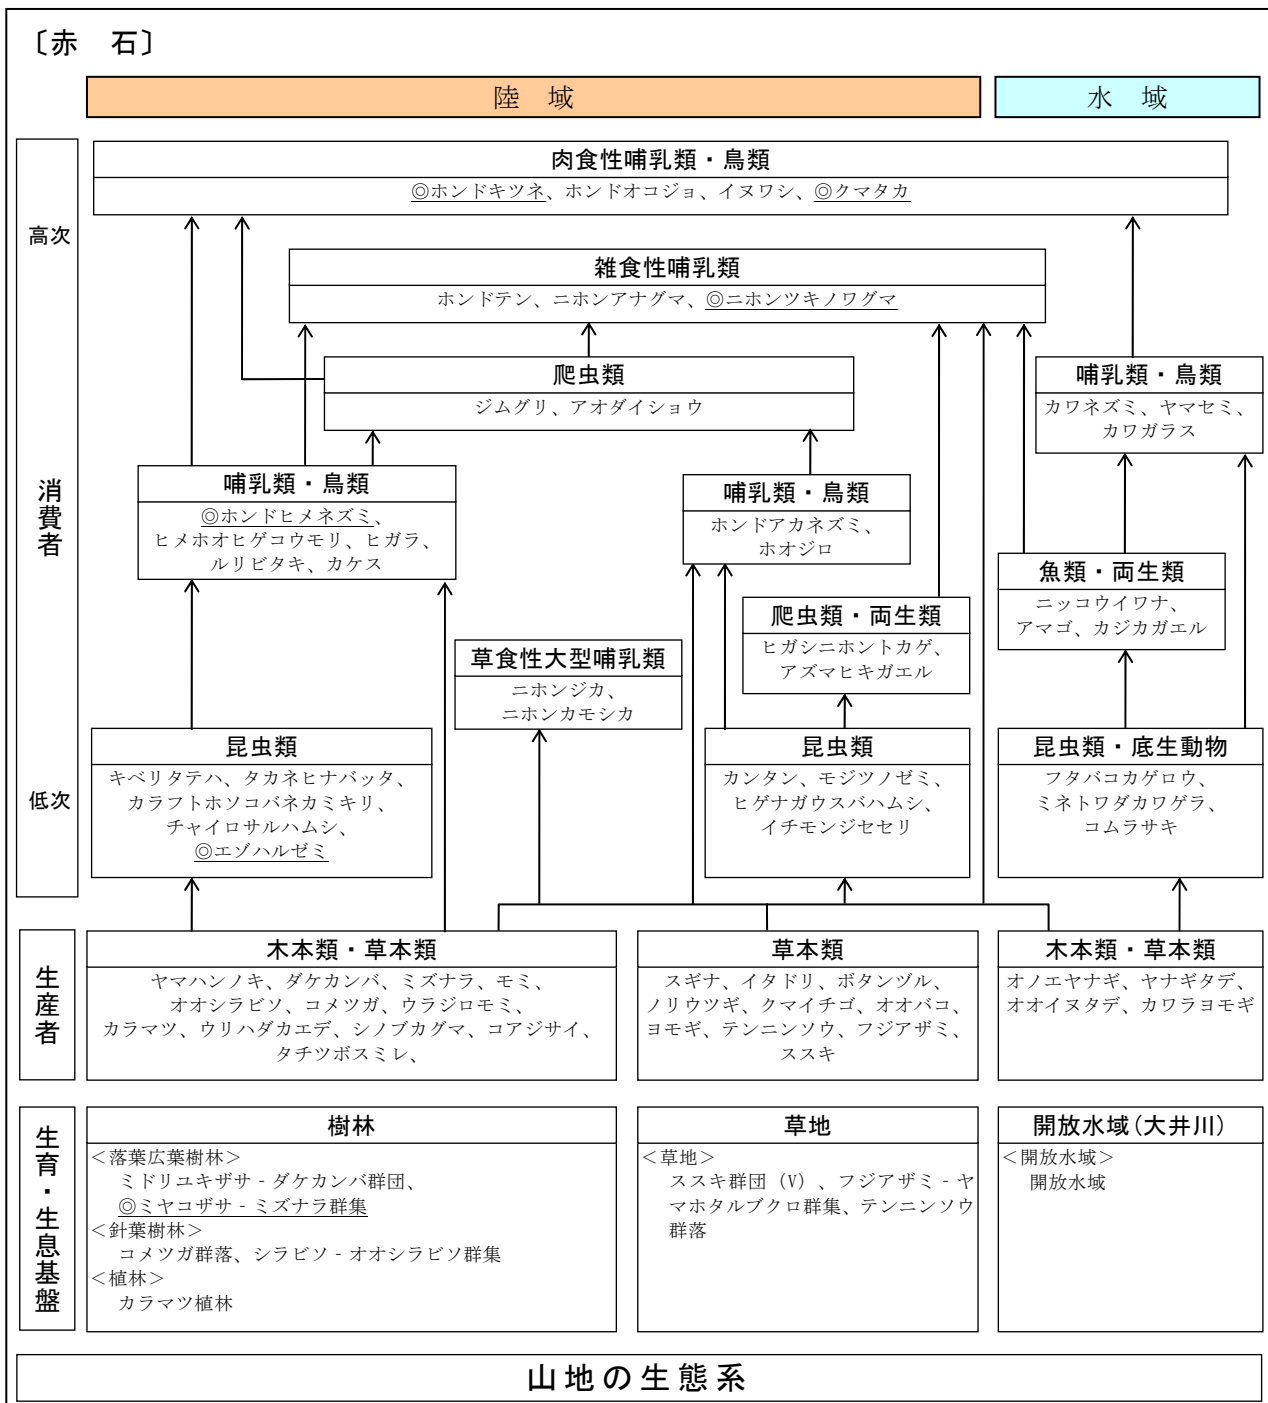 〔赤　石〕
陸　域
水　域
肉食性哺乳類・鳥類
◎ホンドキツネ、ホンドオコジョ、イヌワシ、◎クマタカ
高次
雑食性哺乳類
ホンドテン、ニホンアナグマ、◎ニホンツキノワグマ
爬虫類
ジムグリ、アオダイショウ
哺乳類・鳥類
カワネズミ、ヤマセミ、
カワガラス
消費者
哺乳類・鳥類
◎ホンドヒメネズミ、
ヒメホオヒゲコウモリ、ヒガラ、
ルリビタキ、カケス
哺乳類・鳥類
ホンドアカネズミ、
ホオジロ
魚類・両生類
ニッコウイワナ、
アマゴ、カジカガエル
爬虫類・両生類
ヒガシニホントカゲ、
アズマヒキガエル
草食性大型哺乳類
ニホンジカ、
ニホンカモシカ
低次
昆虫類
キベリタテハ、タカネヒナバッタ、
カラフトホソコバネカミキリ、
チャイロサルハムシ、
◎エゾハルゼミ
昆虫類
カンタン、モジツノゼミ、
ヒゲナガウスバハムシ、
イチモンジセセリ
昆虫類・底生動物
フタバコカゲロウ、
ミネトワダカワゲラ、
コムラサキ
生産者
木本類・草本類
ヤマハンノキ、ダケカンバ、ミズナラ、モミ、
オオシラビソ、コメツガ、ウラジロモミ、
カラマツ、ウリハダカエデ、シノブカグマ、コアジサイ、
タチツボスミレ、
草本類
スギナ、イタドリ、ボタンヅル、
ノリウツギ、クマイチゴ、オオバコ、
ヨモギ、テンニンソウ、フジアザミ、
ススキ
木本類・草本類
オノエヤナギ、ヤナギタデ、
オオイヌタデ、カワラヨモギ
生育・生息基盤
樹林
＜落葉広葉樹林＞
ミドリユキザサ‐ダケカンバ群団、
◎ミヤコザサ‐ミズナラ群集
＜針葉樹林＞
コメツガ群落、シラビソ‐オオシラビソ群集
＜植林＞
カラマツ植林
草地
＜草地＞
ススキ群団（V）、フジアザミ‐ヤ
マホタルブクロ群集、テンニンソウ
群落
開放水域(大井川)
＜開放水域＞
開放水域
山地の生態系